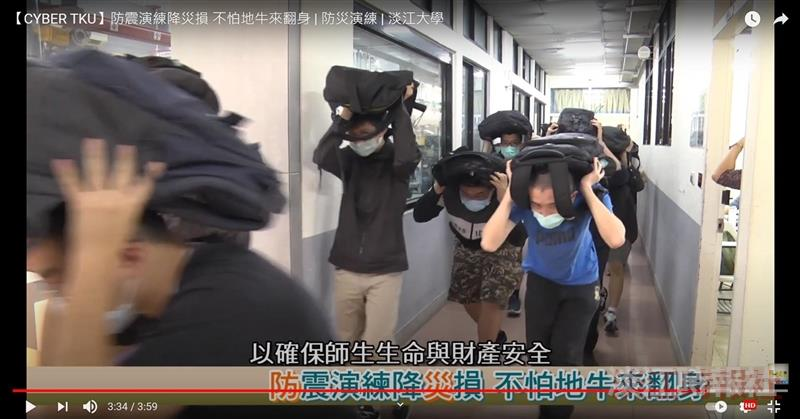 【CYBER TKU】防震演練降災損 不怕地牛來翻身 | 防災演練 | 淡江大學
PUMA
以確保師生生命與財產安全
防震演練降災損 不怕地牛來翻身
3:34 / 3:59
HD